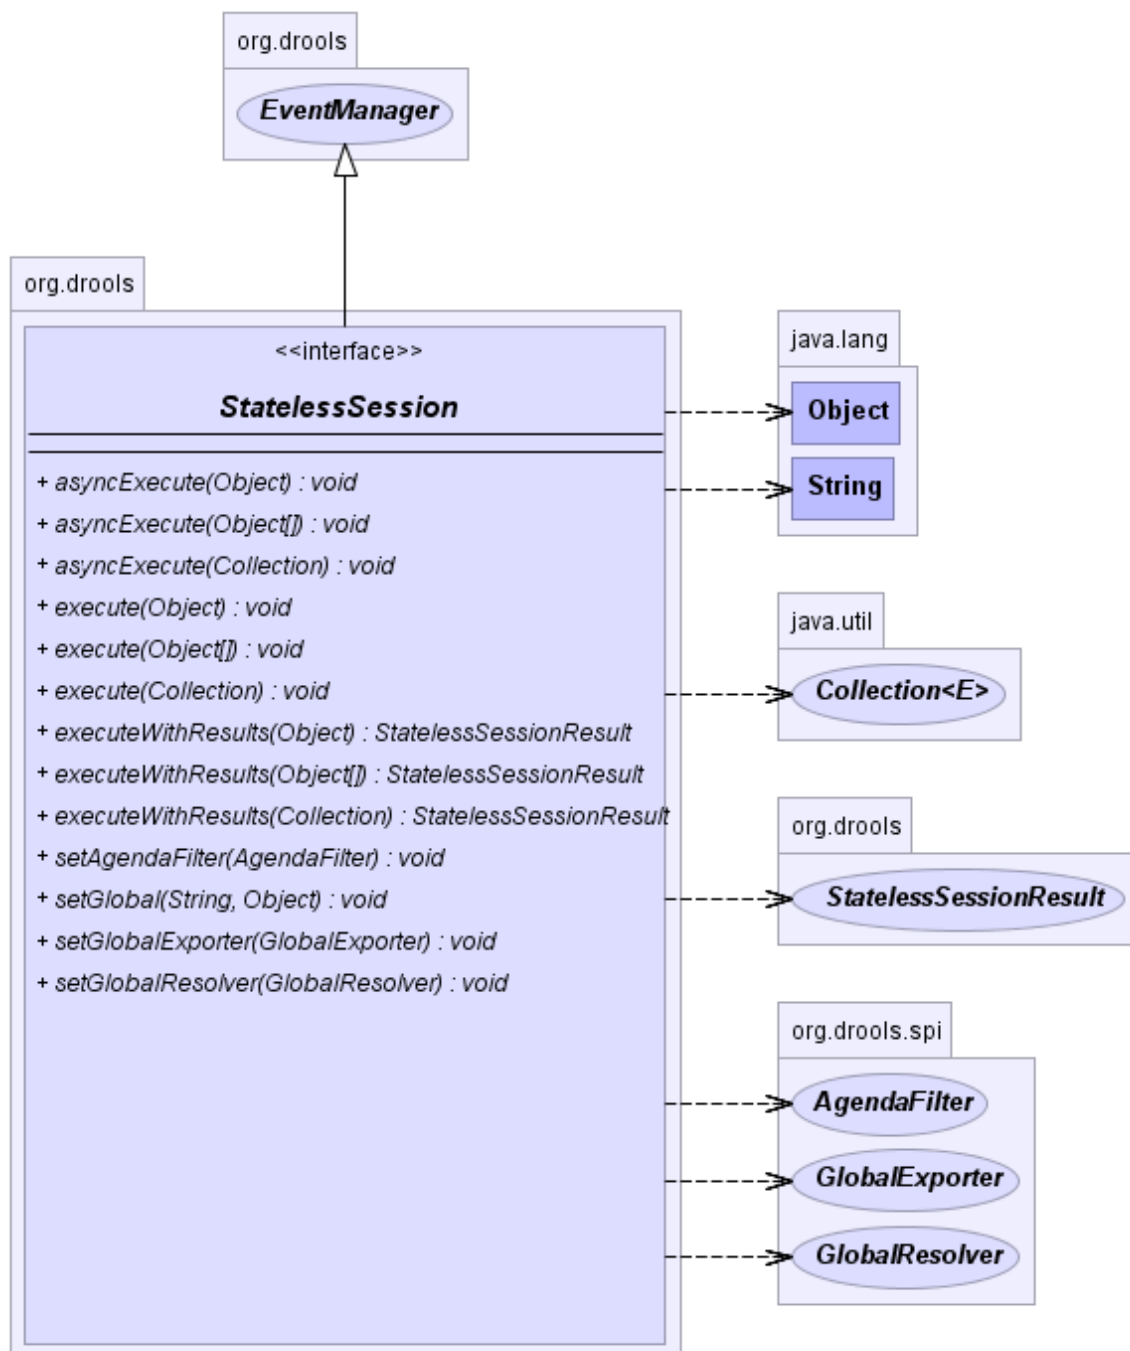 org.drools
EventManager
org.drools
<<interface>>
StatelessSession
+ asyncExecute(Object) : void
+ asyncExecute(Object[]) : void
+ asyncExecute(Collection) : void
+ execute(Object) : void
+ execute(Object[]) : void
+ execute(Collection) : void
+ executeWithResults(Object) : StatelessSessionResult
+ executeWithResults(Object[]) : StatelessSessionResult
+ executeWithResults(Collection) : StatelessSessionResult
+ setAgendaFilter(AgendaFilter) : void
+ setGlobal(String, Object) : void
+ setGlobalExporter(GlobalExporter) : void
+ setGlobalResolver(GlobalResolver) : void
java.lang
Object
String
java.util
Collection<E>
org.drools
StatelessSessionResult
org.drools.spi
AgendaFilter
GlobalExporter
GlobalResolver